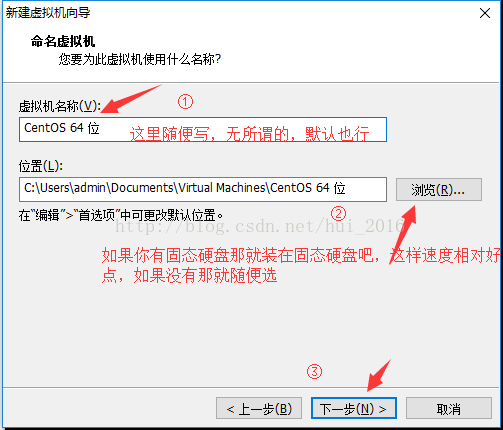 新建虚拟机向导
命名虚拟机
您要为此虚拟机使用什么名称?
虚拟机名称(V):
①
CentOS 64 位
这里随便写，无所谓的，默认也行
位置(L):
C:\Users\admin\Documents\Virtual Machines\CentOS 64 位
浏览(R)...
②
在“编辑”>“首选项”中可更改默认位置。
http://blog.csdn.net/hui_2016
如果你有固态硬盘那就装在固态硬盘吧，这样速度相对好
点，如果没有那就随便选
③
< 上一步(B)
下一步(N) >
取消